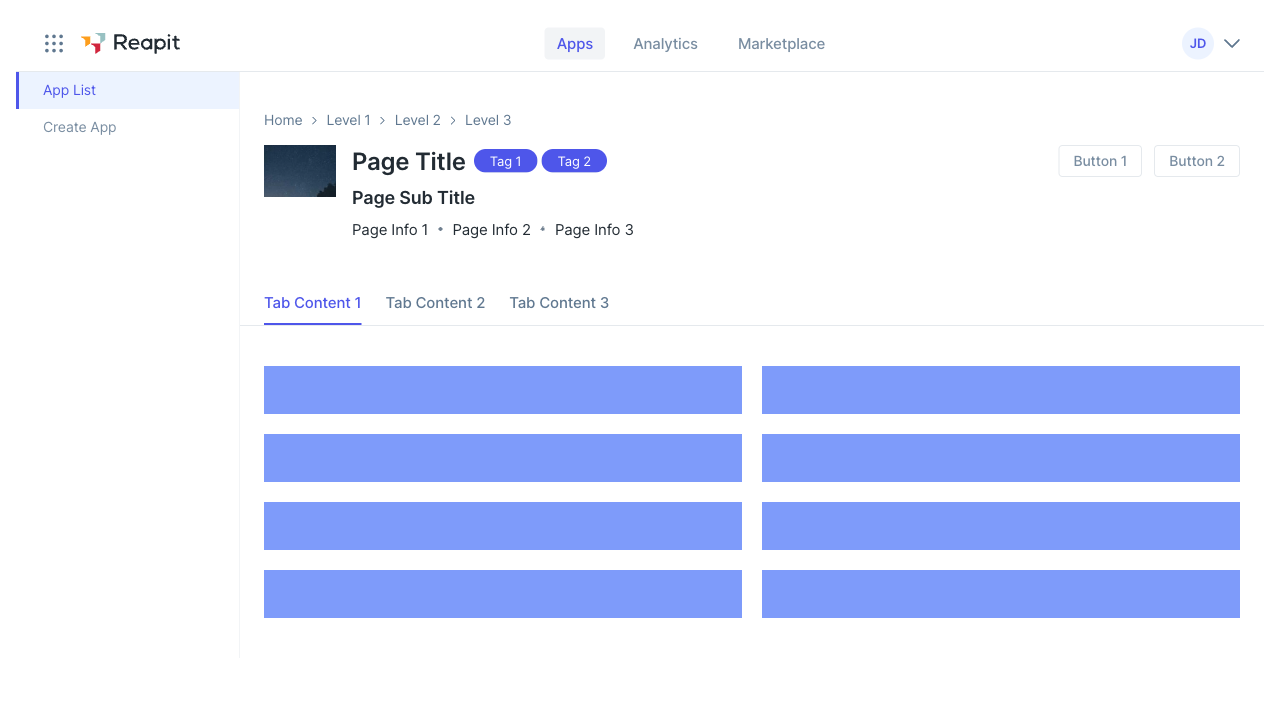 Reapit
Apps Analytics Marketplace
JD
App List
Create App
Home Level 1 Level 2 Level 3
Page Title Tag 1 Tag 2
Button 1 Button 2
Page Sub Title
Page Info 1 • Page Info 2 • Page Info 3
Tab Content 1 Tab Content 2 Tab Content 3